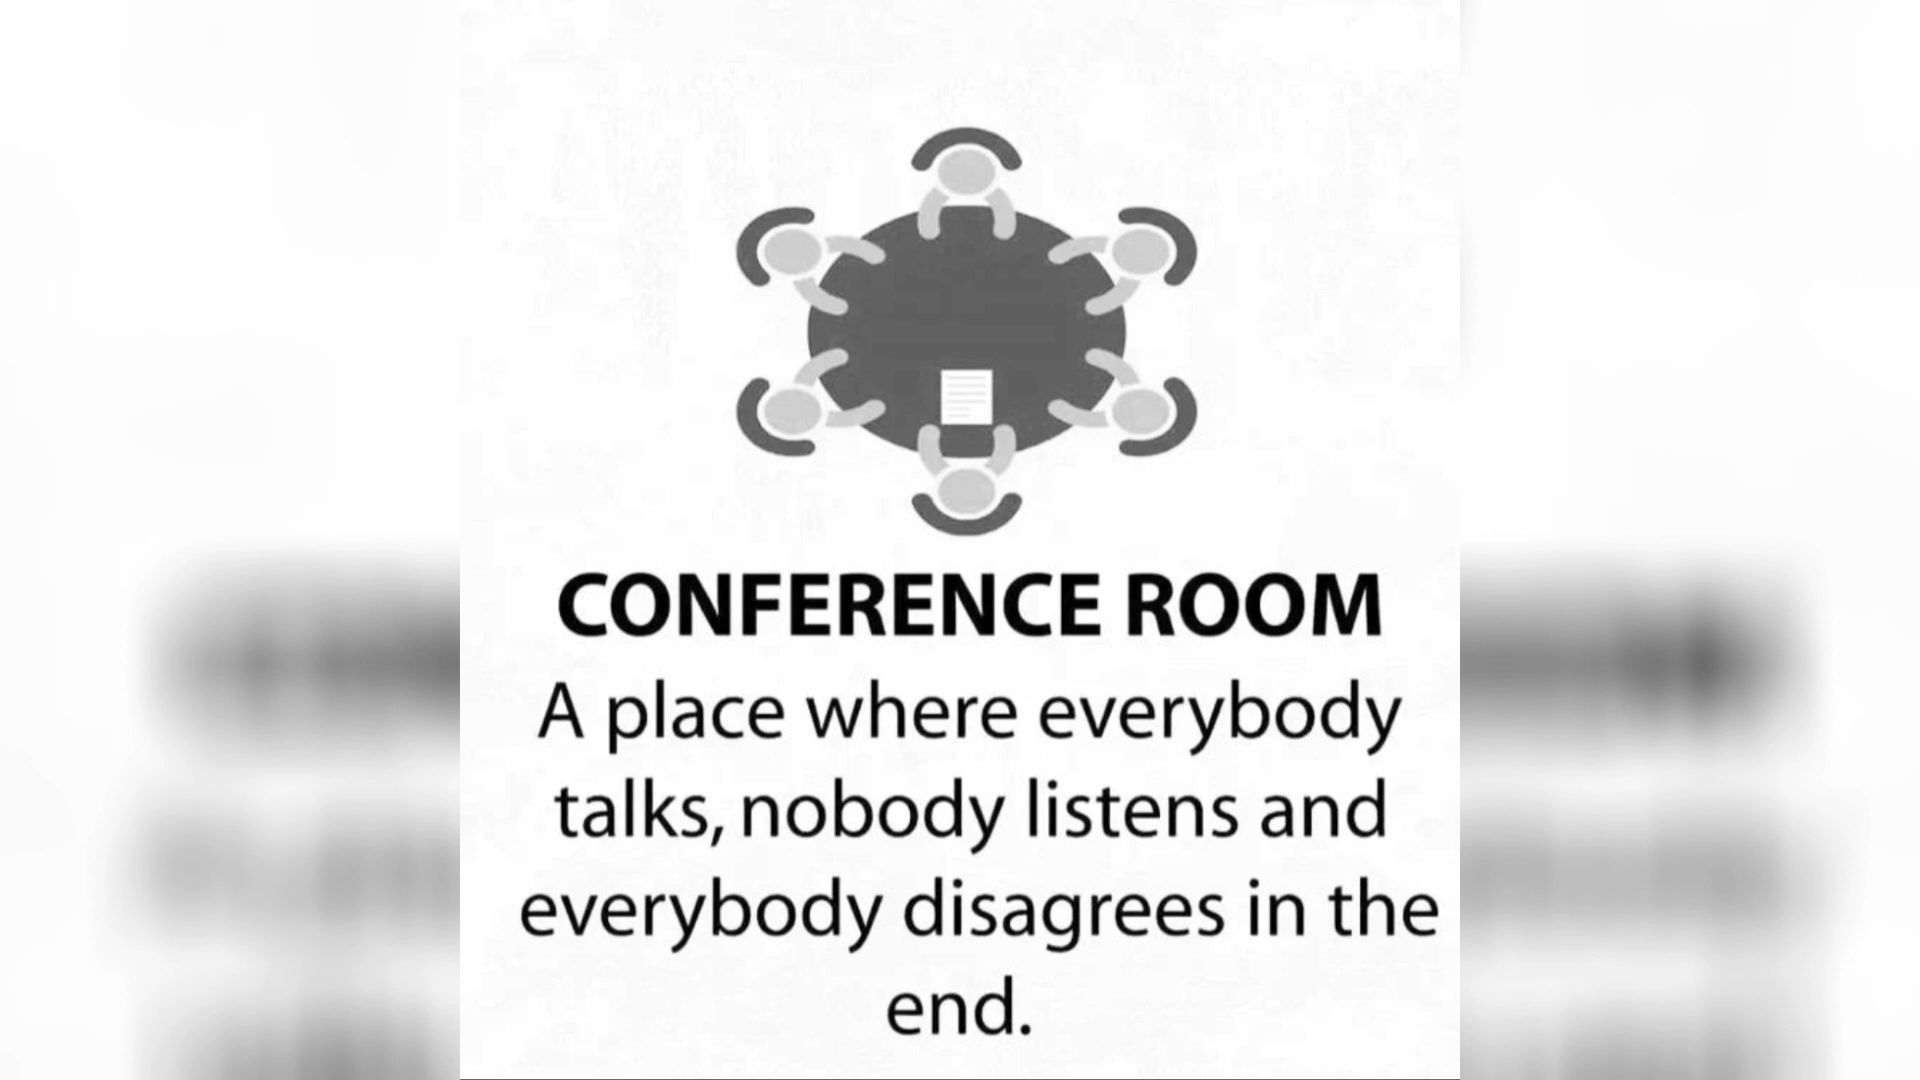 CONFERENCE ROOM
A place where everybody
talks, nobody listens and
everybody disagrees in the
end.